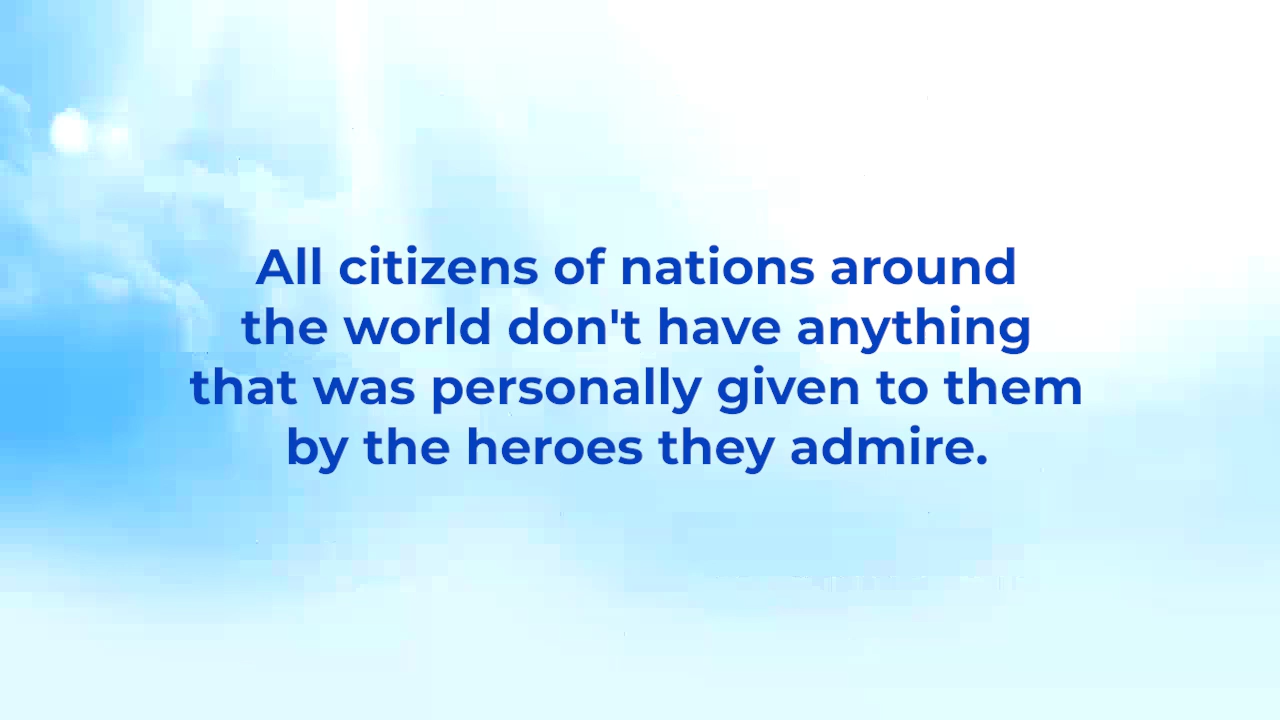 All citizens of nations around
the world don't have anything
that was personally given to them
by the heroes they admire.